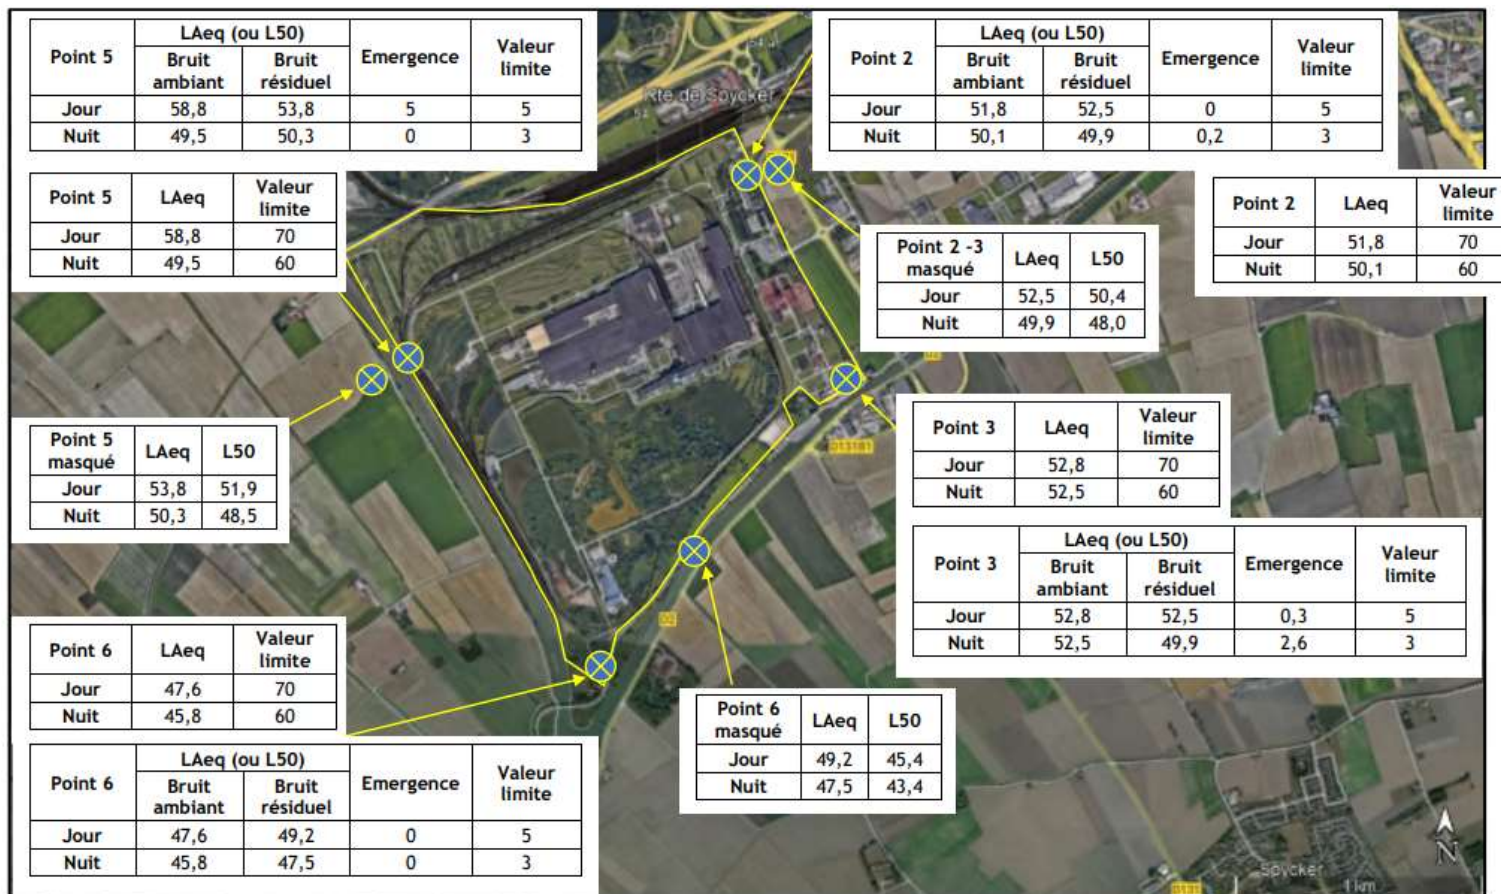 Point 5 LAeq (ou L50) Emergence Valeur limite
Bruit ambiant Bruit résiduel
Jour 58,8 53,8 5 5
Nuit 49,5 50,3 0 3
Point 5 LAeq Valeur limite
Jour 58,8 70
Nuit 49,5 60
Point 5 masqué LAeq L50
Jour 53,8 51,9
Nuit 50,3 48,5
Point 6 LAeq Valeur limite
Jour 47,6 70
Nuit 45,8 60
Point 6 LAeq (ou L50) Emergence Valeur limite
Bruit ambiant Bruit résiduel
Jour 47,6 49,2 0 5
Nuit 45,8 47,5 0 3
Rte de Spycker
Point 2 LAeq (ou L50) Emergence Valeur limite
Bruit ambiant Bruit résiduel
Jour 51,8 52,5 0 5
Nuit 50,1 49,9 0,2 3
Point 2 LAeq Valeur limite
Jour 51,8 70
Nuit 50,1 60
Point 2 -3 masqué LAeq L50
Jour 52,5 50,4
Nuit 49,9 48,0
D2
Point 3 LAeq Valeur limite
Jour 52,8 70
Nuit 52,5 60
Point 3 LAeq (ou L50) Emergence Valeur limite
Bruit ambiant Bruit résiduel
Jour 52,8 52,5 0,3 5
Nuit 52,5 49,9 2,6 3
D2
Point 6 masqué LAeq L50
Jour 49,2 45,4
Nuit 47,5 43,4
N
Spycker
1 km
D131